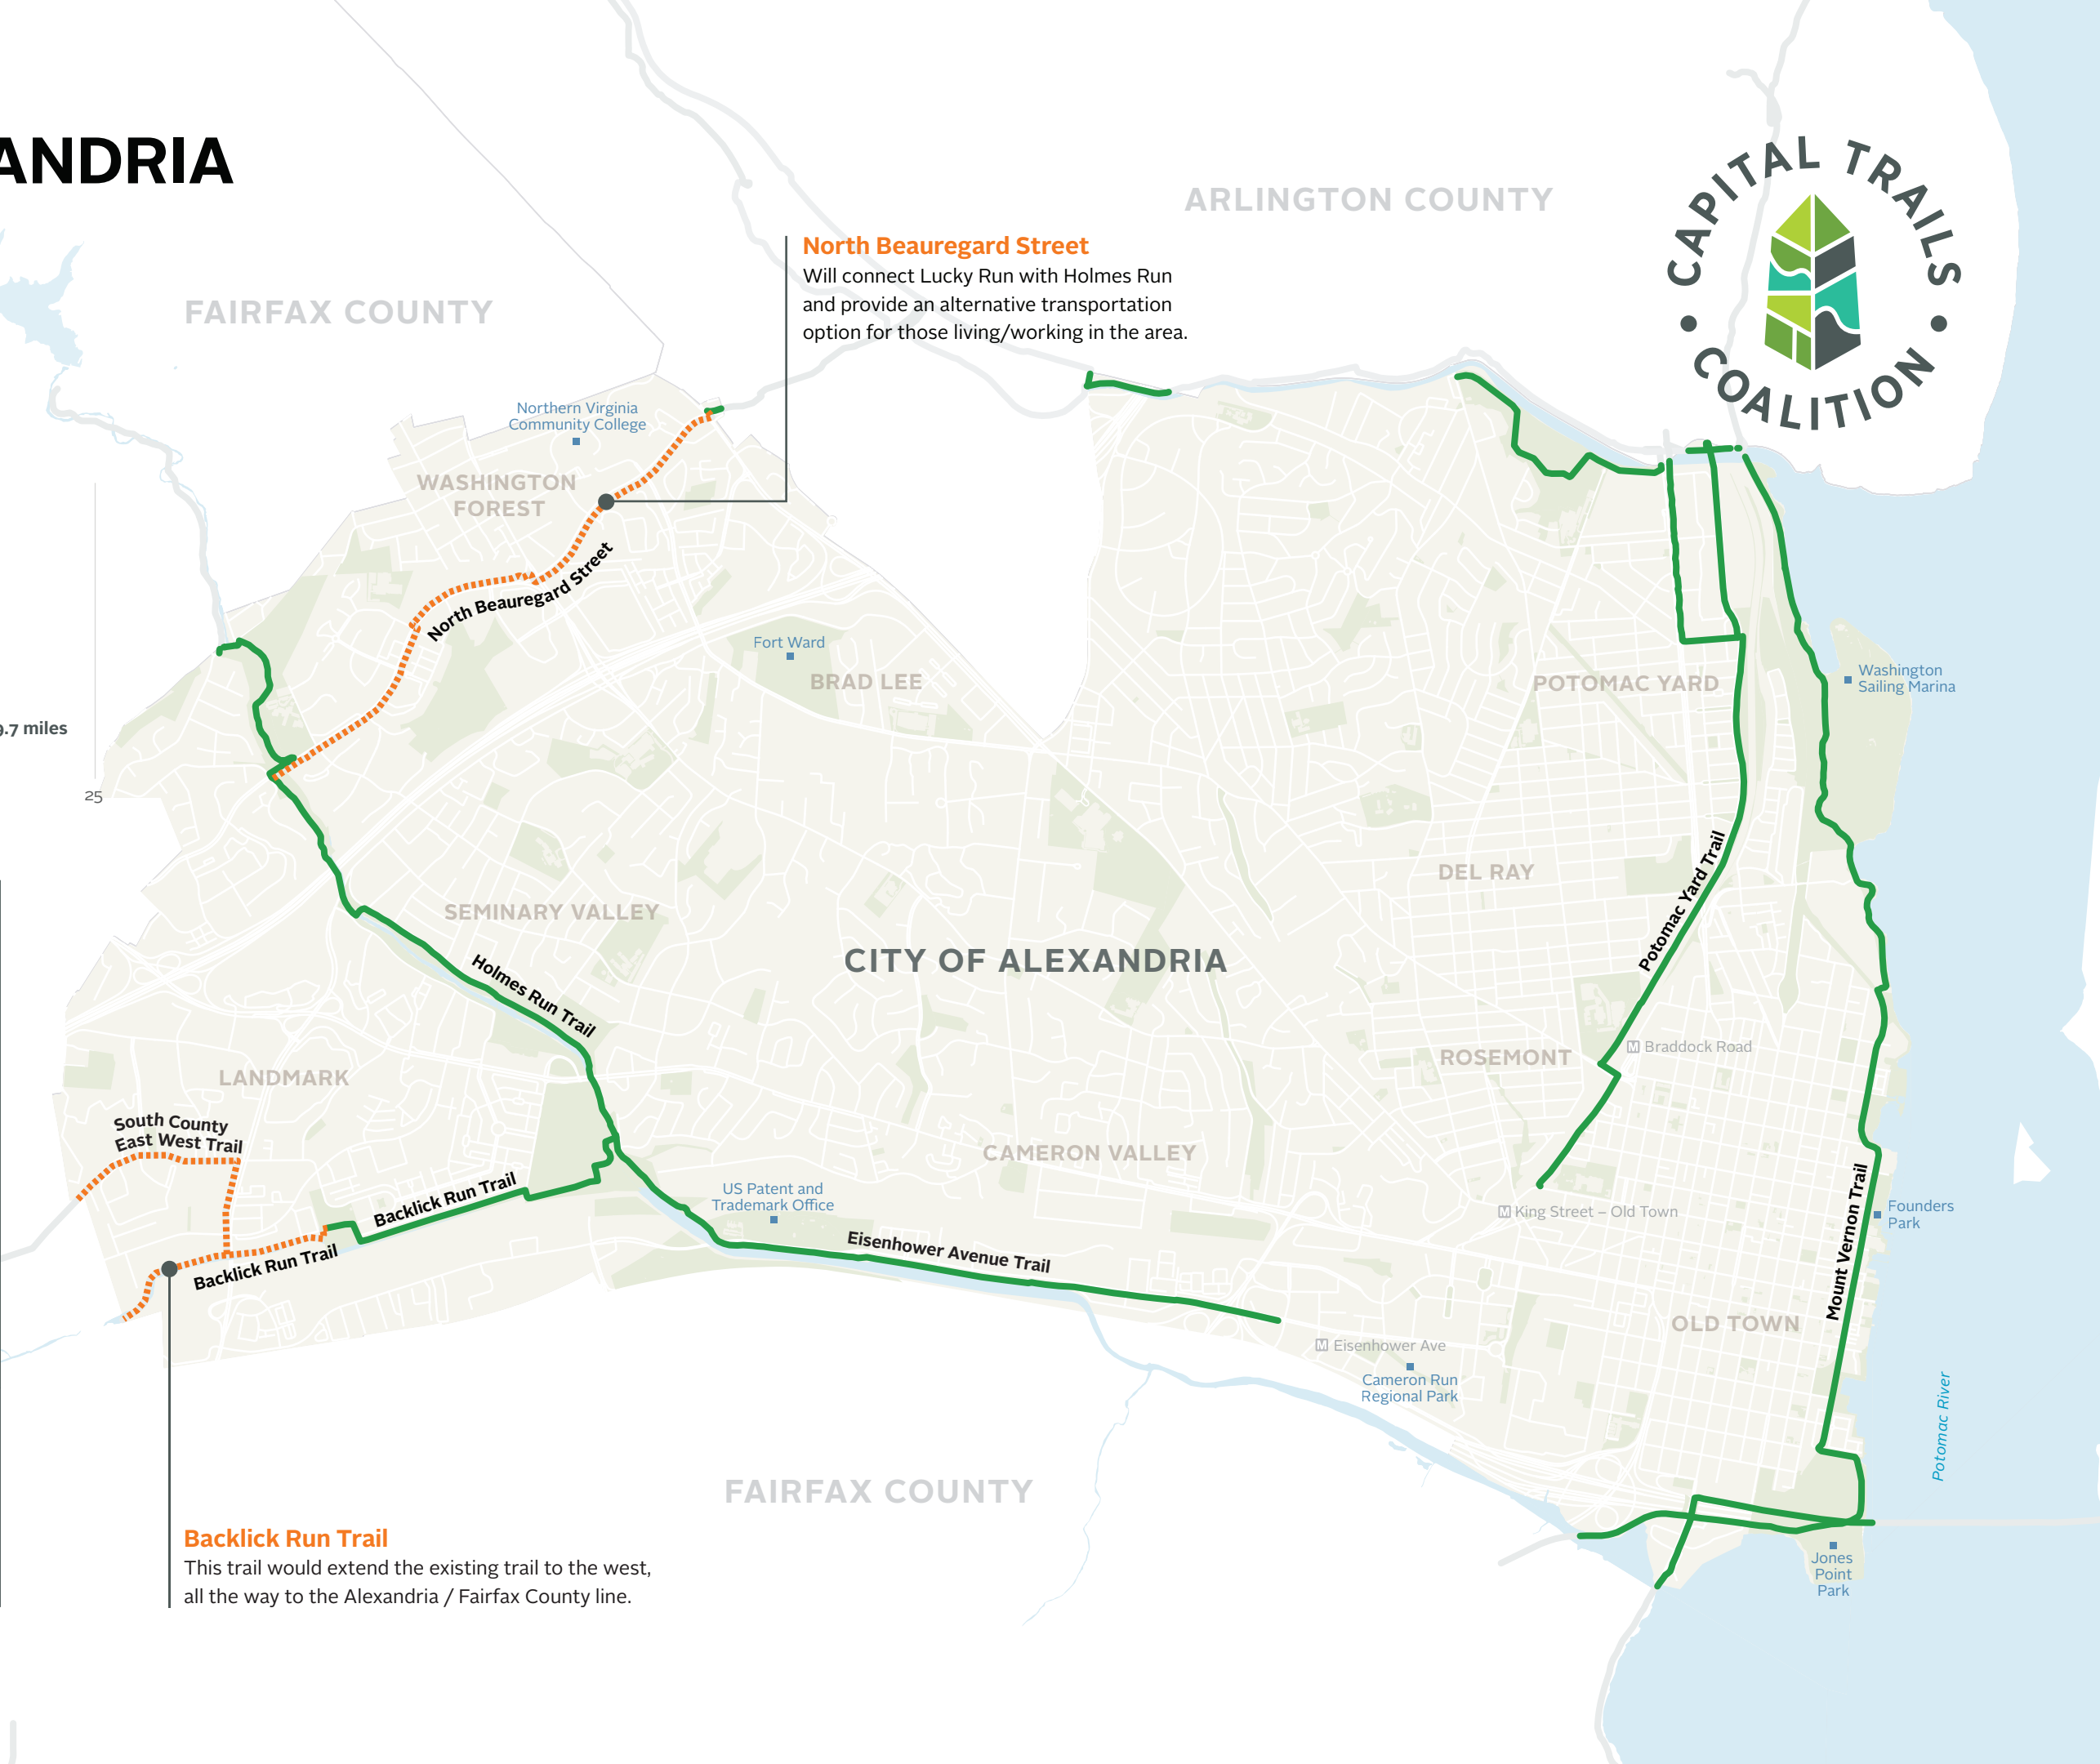 ANDRIA
CAPITAL TRAILS
• COALITION •
ARLINGTON COUNTY
FAIRFAX COUNTY
North Beauregard Street
Will connect Lucky Run with Holmes Run
and provide an alternative transportation
option for those living/working in the area.
Northern Virginia
Community College
WASHINGTON
FOREST
North Beauregard Street
Fort Ward
BRAD LEE
POTOMAC YARD
Washington
Sailing Marina
9.7 miles
25
DEL RAY
Potomac Yard Trail
SEMINARY VALLEY
CITY OF ALEXANDRIA
Holmes Run Trail
ROSEMONT
M Braddock Road
LANDMARK
South County
East West Trail
CAMERON VALLEY
Backlick Run Trail
US Patent and
Trademark Office
M King Street – Old Town
Founders
Park
Mount Vernon Trail
Eisenhower Avenue Trail
Backlick Run Trail
OLD TOWN
M Eisenhower Ave
Cameron Run
Regional Park
Potomac River
FAIRFAX COUNTY
Backlick Run Trail
This trail would extend the existing trail to the west,
all the way to the Alexandria / Fairfax County line.
Jones
Point
Park